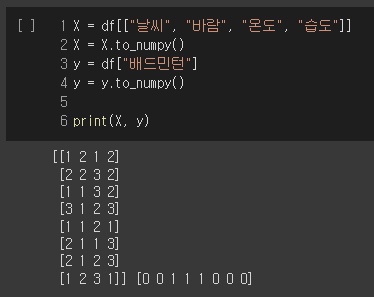 [ ] 1 X = df[["날씨", "바람", "온도", "습도"]]
2 X = X.to_numpy()
3 y = df["배드민턴"]
4 y = y.to_numpy()
5
6 print(X, y)
[[1 2 1 2]
[2 2 3 2]
[1 1 3 2]
[3 1 2 3]
[1 1 2 1]
[2 1 1 3]
[2 1 2 3]
[1 2 3 1]] [0 0 1 1 1 0 0 0]